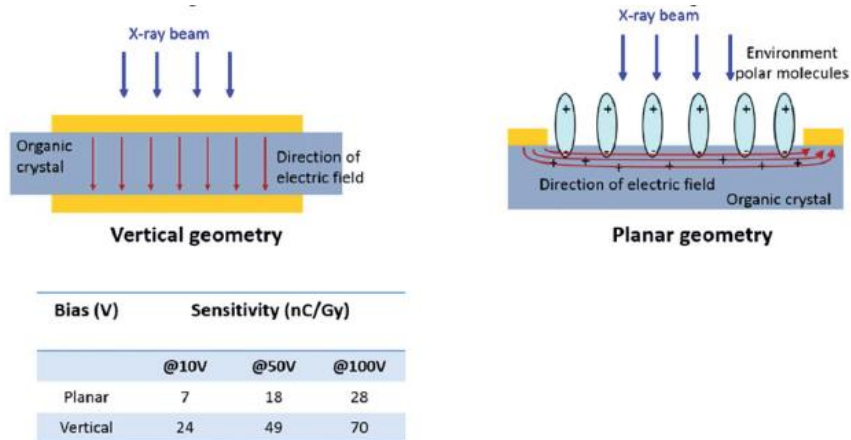 X-ray beam
Organic
crystal
Direction of
electric field
Vertical geometry
X-ray beam
Environment
polar molecules
+ + + + + +
- - - - - -
+ + + + + +
Direction of electric field
Organic crystal
Planar geometry
Bias (V) Sensitivity (nC/Gy)
@10V @50V @100V
Planar 7 18 28
Vertical 24 49 70